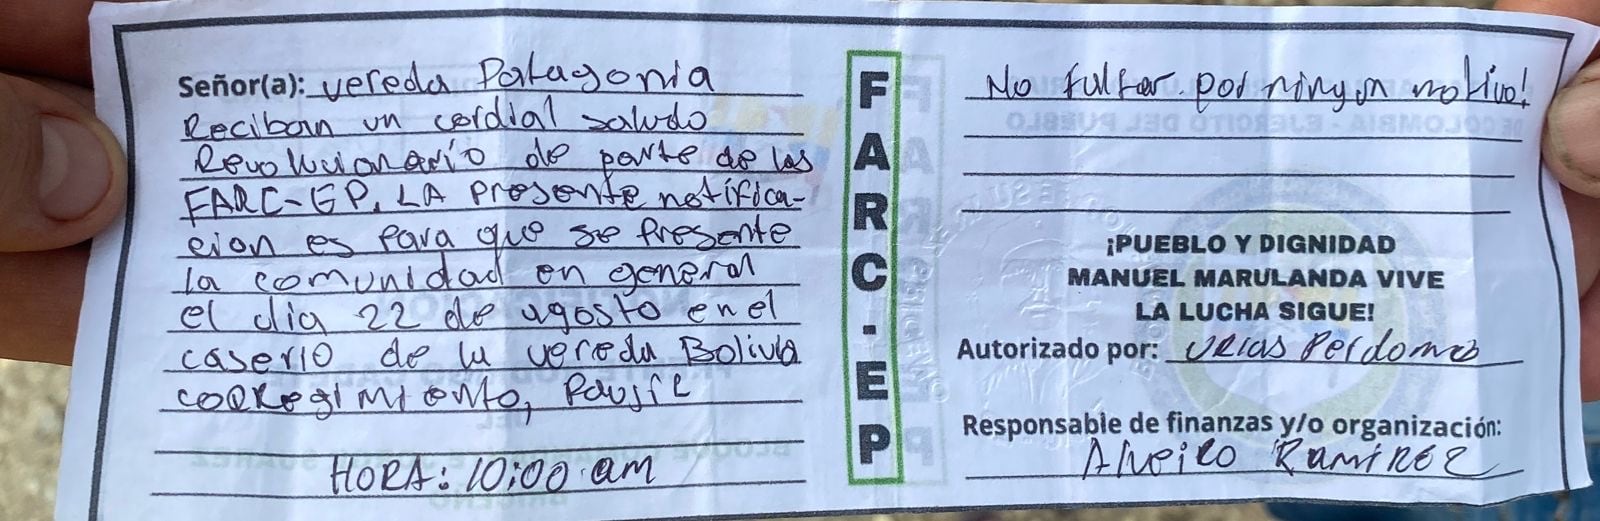 Señor(a): vereda Patagonia
Reciban un cordial saludo
Revolucionario de parte de las
FARC-EP. LA presente notifica-
cion es para que se presente
la comunidad en general
el dia 22 de agosto en el
caserio de la vereda Bolivia
corregimiento, Paujil
HORA: 10:00 am
FARC-EP
No faltar por ningun motivo!
¡PUEBLO Y DIGNIDAD
MANUEL MARULANDA VIVE
LA LUCHA SIGUE!
Autorizado por: URIAS Perdomo
Responsable de finanzas y/o organización:
Alveiro RAMIREZ